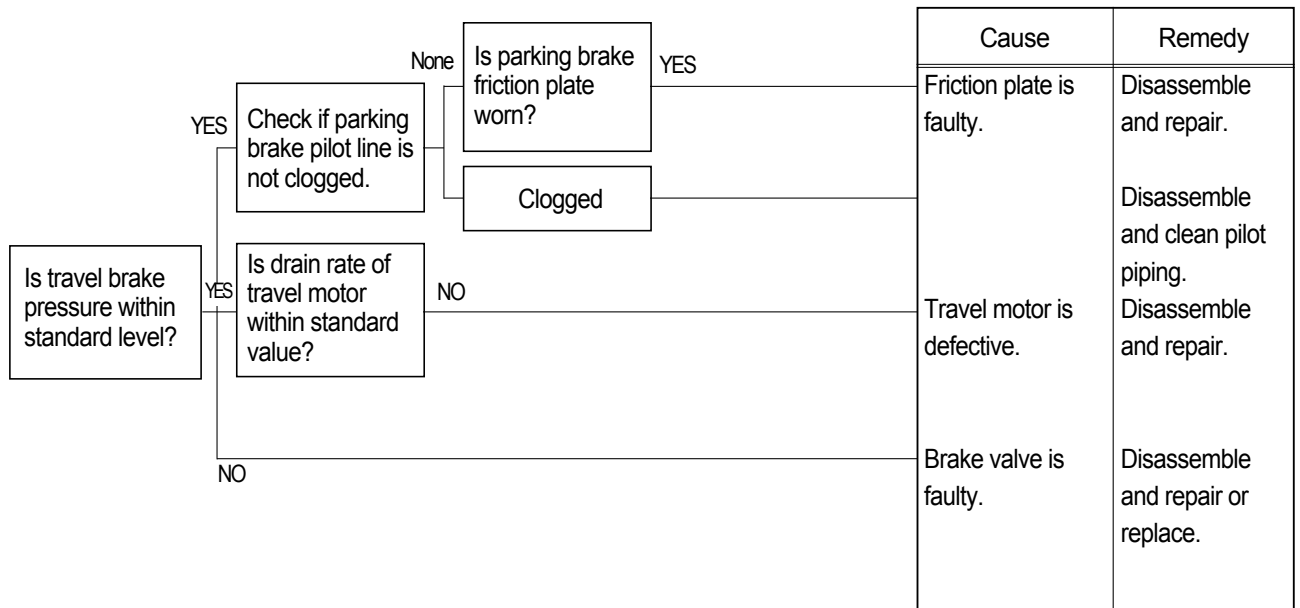 Cause
Remedy
None
Is parking brake
friction plate
worn?
YES
Friction plate is
faulty.
Disassemble
and repair.
YES
Check if parking
brake pilot line is
not clogged.
Clogged
Disassemble
and clean pilot
piping.
Is travel brake
pressure within
standard level?
YES
Is drain rate of
travel motor
within standard
value?
NO
Travel motor is
defective.
Disassemble
and repair.
NO
Brake valve is
faulty.
Disassemble
and repair or
replace.